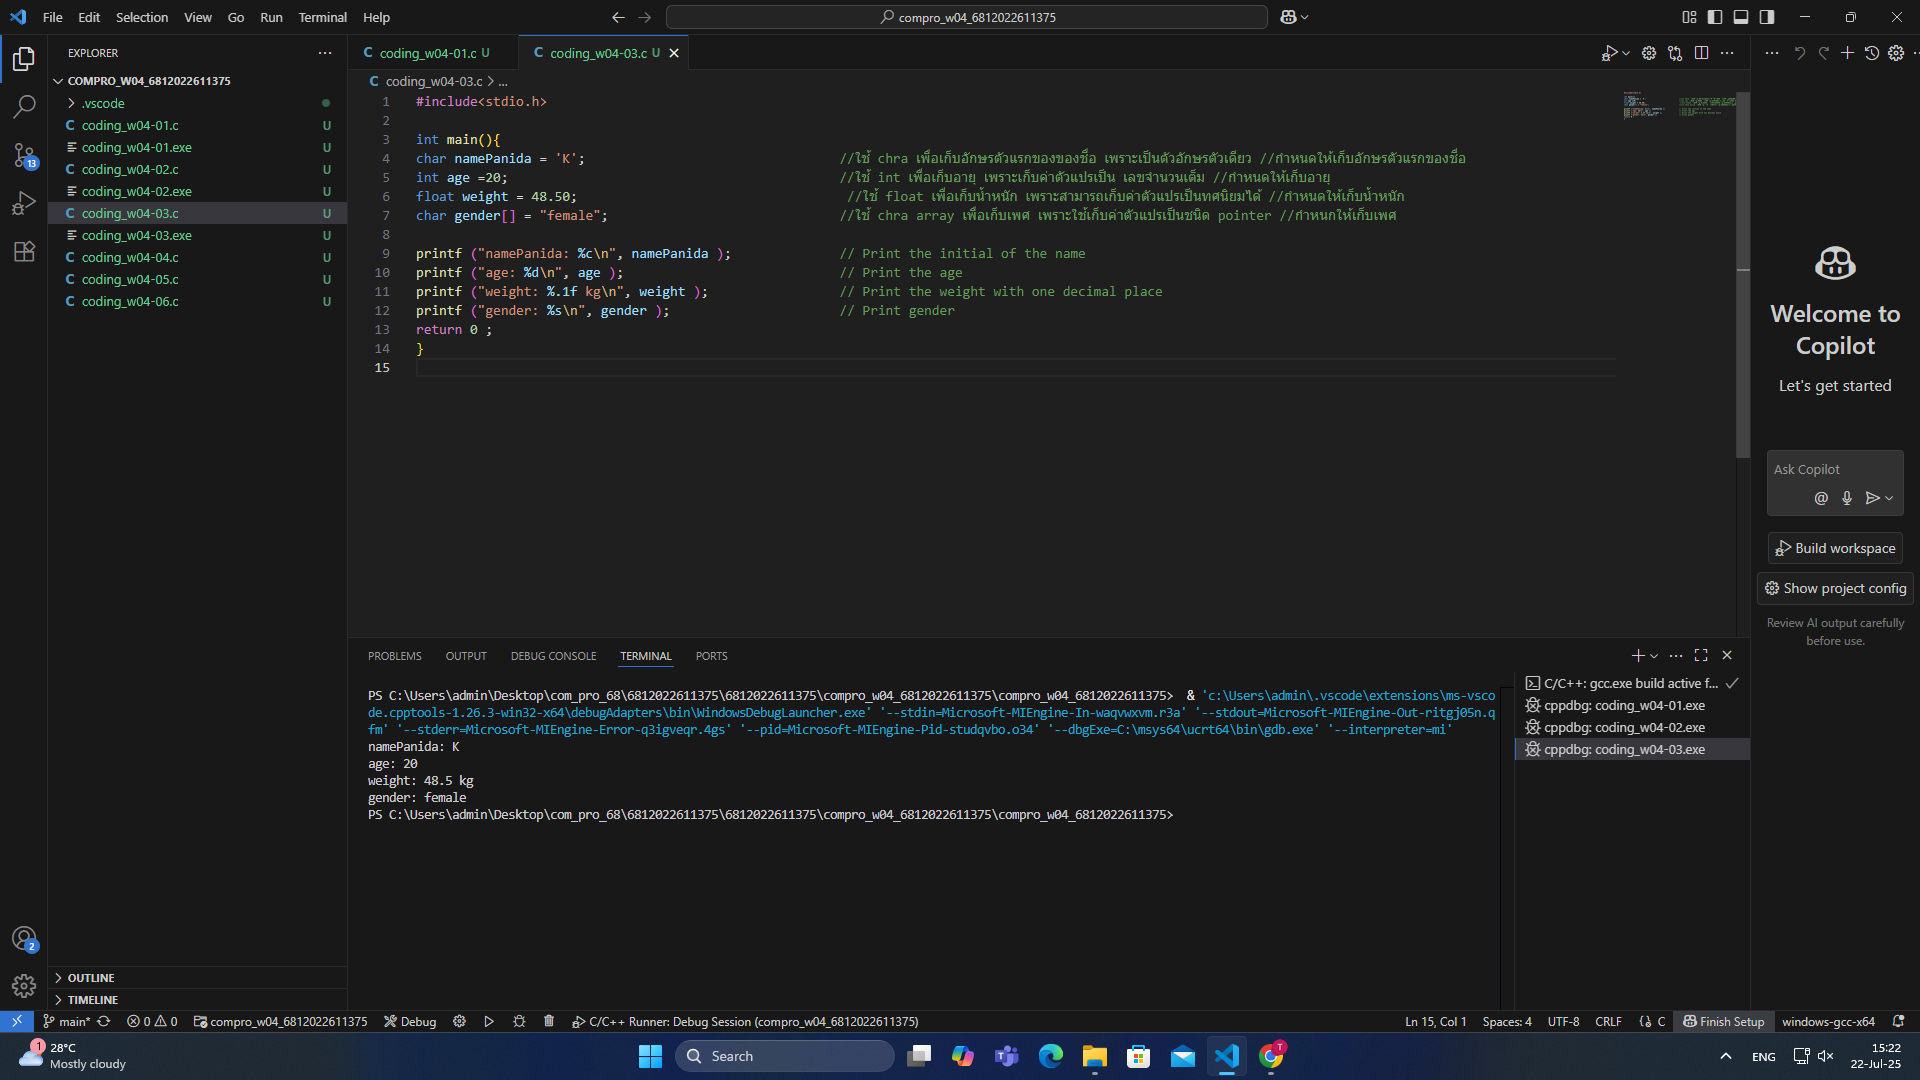 File Edit Selection View Go Run Terminal Help
compro_w04_6812022611375
EXPLORER
COMPRO_W04_6812022611375
.vscode
coding_w04-01.c U
coding_w04-01.exe U
coding_w04-02.c U
coding_w04-02.exe U
coding_w04-03.c U
coding_w04-03.exe U
coding_w04-04.c U
coding_w04-05.c U
coding_w04-06.c U
OUTLINE
TIMELINE
13
2
C coding_w04-01.c U
C coding_w04-03.c U
C coding_w04-03.c > ...
1 #include<stdio.h>
2
3 int main(){
4 char namePanida = 'K'; //ใช้ chra เพื่อเก็บอักษรตัวแรกของของชื่อ เพราะเป็นตัวอักษรตัวเดียว //กำหนดให้เก็บอักษรตัวแรกของชื่อ
5 int age =20; //ใช้ int เพื่อเก็บอายุ เพราะเก็บค่าตัวแปรเป็น เลขจำนวนเต็ม //กำหนดให้เก็บอายุ
6 float weight = 48.50; //ใช้ float เพื่อเก็บน้ำหนัก เพราะสามารถเก็บค่าตัวแปรเป็นทศนิยมได้ //กำหนดให้เก็บน้ำหนัก
7 char gender[] = "female"; //ใช้ chra array เพื่อเก็บเพศ เพราะใช้เก็บค่าตัวแปรเป็นชนิด pointer //กำหนกให้เก็บเพศ
8
9 printf ("namePanida: %c\n", namePanida ); // Print the initial of the name
10 printf ("age: %d\n", age ); // Print the age
11 printf ("weight: %.1f kg\n", weight ); // Print the weight with one decimal place
12 printf ("gender: %s\n", gender ); // Print gender
13 return 0 ;
14 }
15
PROBLEMS OUTPUT DEBUG CONSOLE TERMINAL PORTS
PS C:\Users\admin\Desktop\com_pro_68\6812022611375\6812022611375\compro_w04_6812022611375\compro_w04_6812022611375> & 'c:\Users\admin\.vscode\extensions\ms-vsco
de.cpptools-1.26.3-win32-x64\debugAdapters\bin\WindowsDebugLauncher.exe' '--stdin=Microsoft-MIEngine-In-waqvwxvm.r3a' '--stdout=Microsoft-MIEngine-Out-ritgj05n.q
fm' '--stderr=Microsoft-MIEngine-Error-q3igveqr.4gs' '--pid=Microsoft-MIEngine-Pid-studqvbo.o34' '--dbgExe=C:\msys64\ucrt64\bin\gdb.exe' '--interpreter=mi'
namePanida: K
age: 20
weight: 48.5 kg
gender: female
PS C:\Users\admin\Desktop\com_pro_68\6812022611375\6812022611375\compro_w04_6812022611375\compro_w04_6812022611375>
C/C++: gcc.exe build active f...
cppdbg: coding_w04-01.exe
cppdbg: coding_w04-02.exe
cppdbg: coding_w04-03.exe
Welcome to
Copilot
Let's get started
Ask Copilot
Build workspace
Show project config
Review AI output carefully
before use.
main* 0 0 compro_w04_6812022611375 Debug C/C++ Runner: Debug Session (compro_w04_6812022611375)
Ln 15, Col 1 Spaces: 4 UTF-8 CRLF {} C Finish Setup windows-gcc-x64
1
28°C
Mostly cloudy
Search
T
ENG
15:22
22-Jul-25